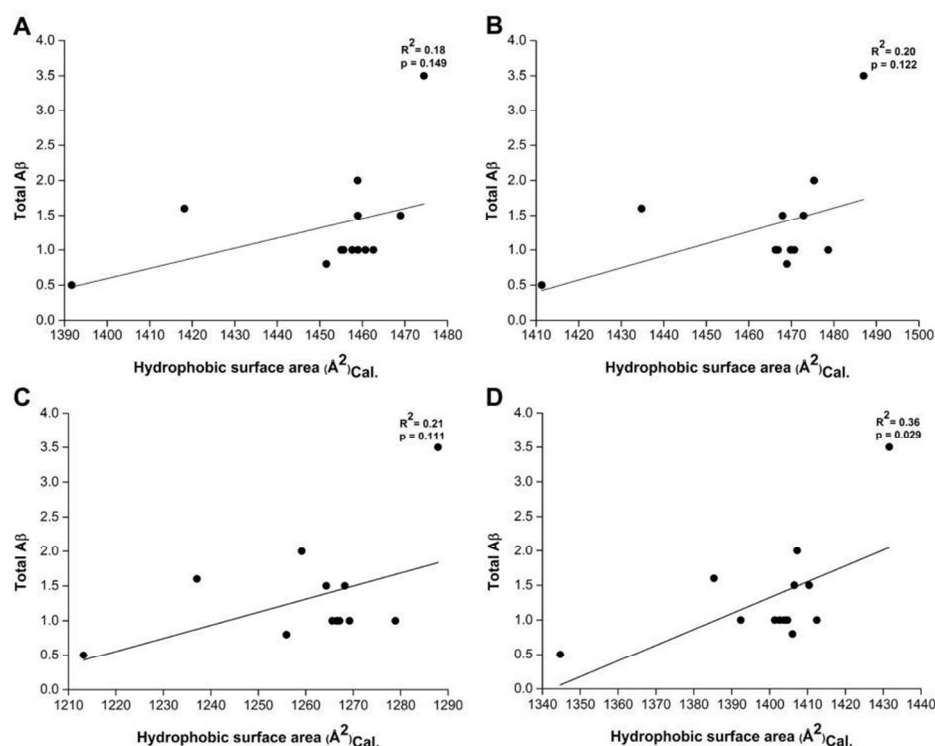 A
B
R2= 0.18
p = 0.149
R2= 0.20
p = 0.122
4.0
3.5
3.0
2.5
2.0
1.5
1.0
0.5
0.0
Total Aβ
1390 1400 1410 1420 1430 1440 1450 1460 1470 1480
Hydrophobic surface area (Å2)Cal.
4.0
3.5
3.0
2.5
2.0
1.5
1.0
0.5
0.0
Total Aβ
1410 1420 1430 1440 1450 1460 1470 1480 1490 1500
Hydrophobic surface area (Å2)Cal.
C
D
R2= 0.21
p = 0.111
R2= 0.36
p = 0.029
4.0
3.5
3.0
2.5
2.0
1.5
1.0
0.5
0.0
Total Aβ
1210 1220 1230 1240 1250 1260 1270 1280 1290
Hydrophobic surface area (Å2)Cal.
4.0
3.5
3.0
2.5
2.0
1.5
1.0
0.5
0.0
Total Aβ
1340 1350 1360 1370 1380 1390 1400 1410 1420 1430 1440
Hydrophobic surface area (Å2)Cal.